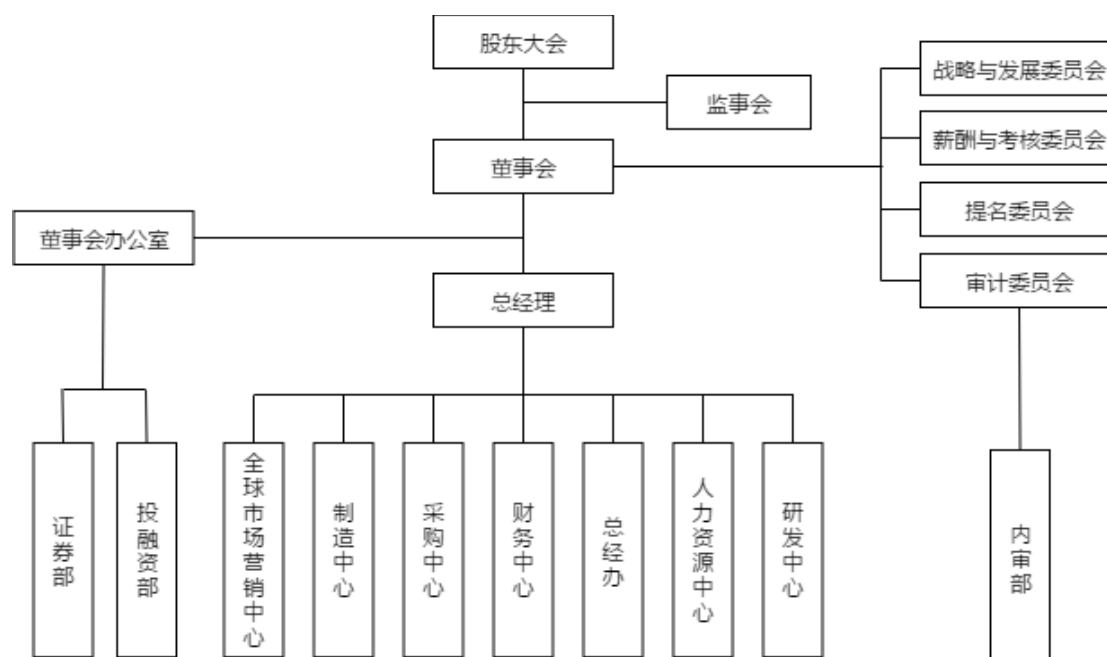 股东大会
战略与发展委员会
监事会
薪酬与考核委员会
董事会
提名委员会
董事会办公室
审计委员会
总经理
证券部
投融资部
全球市场营销中心
制造中心
采购中心
财务中心
总经办
人力资源中心
研发中心
内审部